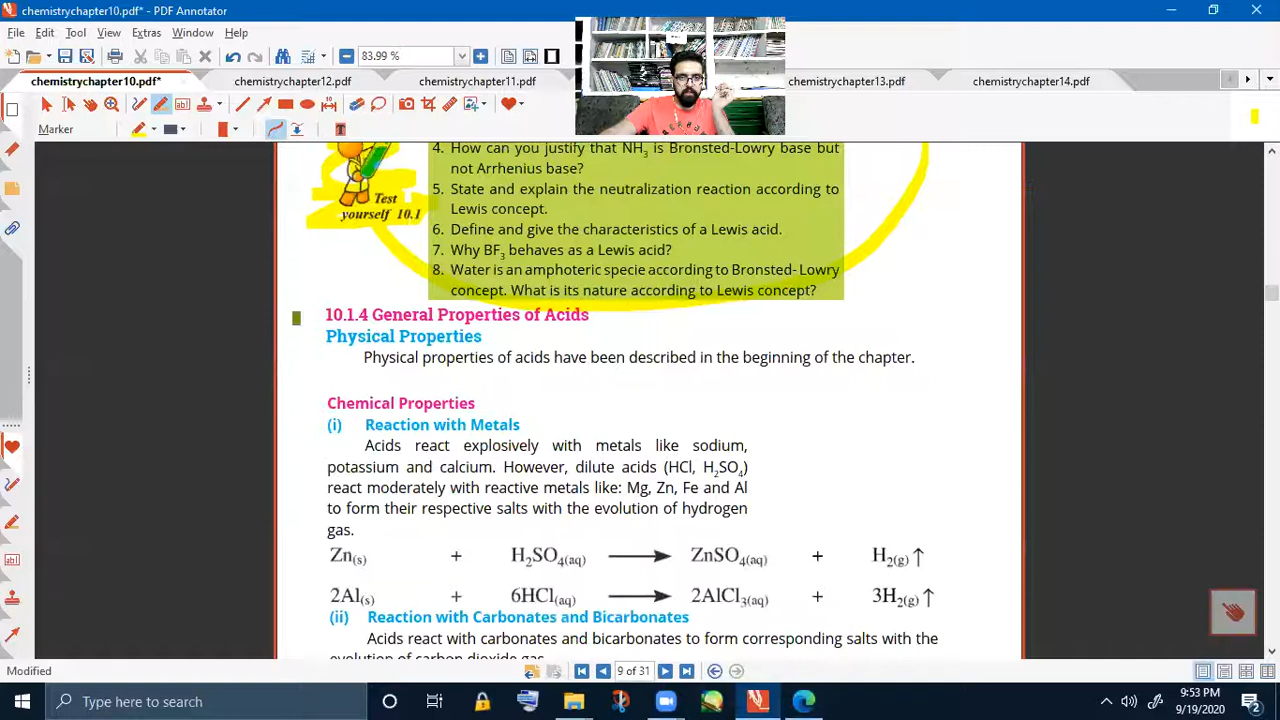 chemistrychapter10.pdf* - PDF Annotator
File Edit Tool View Extras Window Help
83.99 %
chemistrychapter10.pdf* chemistrychapter12.pdf chemistrychapter11.pdf chemistrychapter13.pdf chemistrychapter14.pdf
Marker
4. How can you justify that NH3 is Bronsted-Lowry base but
not Arrhenius base?
5. State and explain the neutralization reaction according to
Lewis concept.
6. Define and give the characteristics of a Lewis acid.
7. Why BF3 behaves as a Lewis acid?
8. Water is an amphoteric specie according to Bronsted- Lowry
concept. What is its nature according to Lewis concept?
Test
yourself 10.1
10.1.4 General Properties of Acids
Physical Properties
Physical properties of acids have been described in the beginning of the chapter.
Chemical Properties
(i) Reaction with Metals
Acids react explosively with metals like sodium,
potassium and calcium. However, dilute acids (HCl, H2SO4)
react moderately with reactive metals like: Mg, Zn, Fe and Al
to form their respective salts with the evolution of hydrogen
gas.
Zn(s) + H2SO4(aq) ⟶ ZnSO4(aq) + H2(g) ↑
2Al(s) + 6HCl(aq) ⟶ 2AlCl3(aq) + 3H2(g) ↑
(ii) Reaction with Carbonates and Bicarbonates
Acids react with carbonates and bicarbonates to form corresponding salts with the
evolution of carbon dioxide gas
Modified
9 of 31
Type here to search
9:53 PM
9/19/2020
2